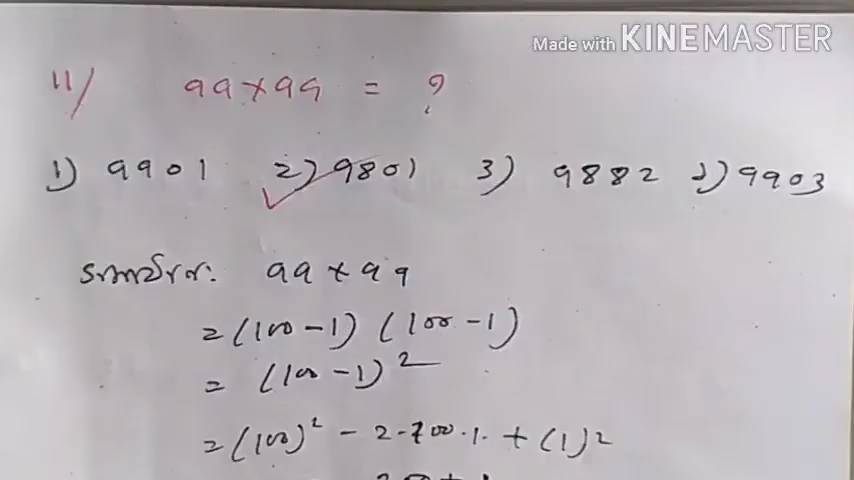 Made with KINEMASTER
11/ 99×99 = ?
1) 9901 2) 9801 3) 9882 4) 9903
সমাধান: 99 × 99
=(100-1) (100-1)
= (100-1)²
=(100)² - 2.100.1. + (1)²